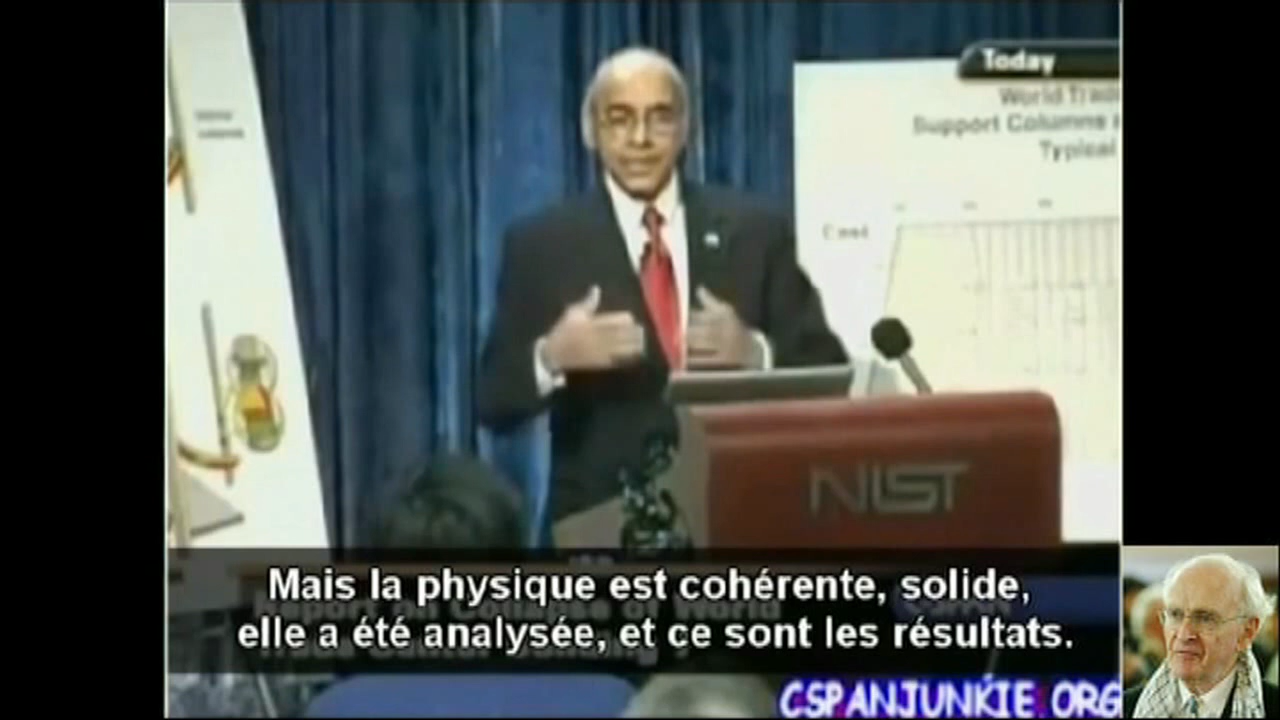 Today
World Trad
Support Columns
Typical
NIST
Mais la physique est cohérente, solide,
elle a été analysée, et ce sont les résultats.
CSPANJUNKIE.ORG